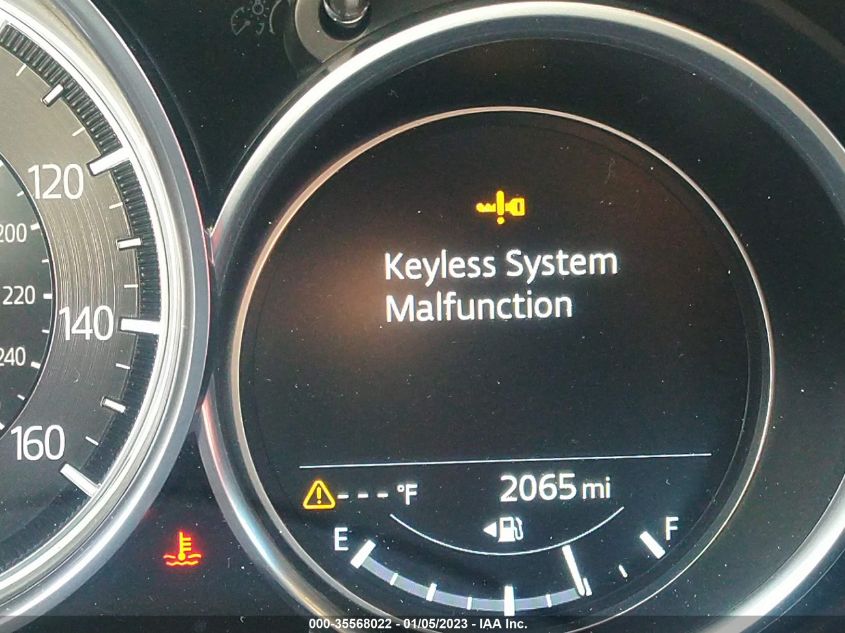 120
200
220
140
240
160
Keyless System
Malfunction
--- °F
2065 mi
E
F
000-35568022 - 01/05/2023 - IAA Inc.